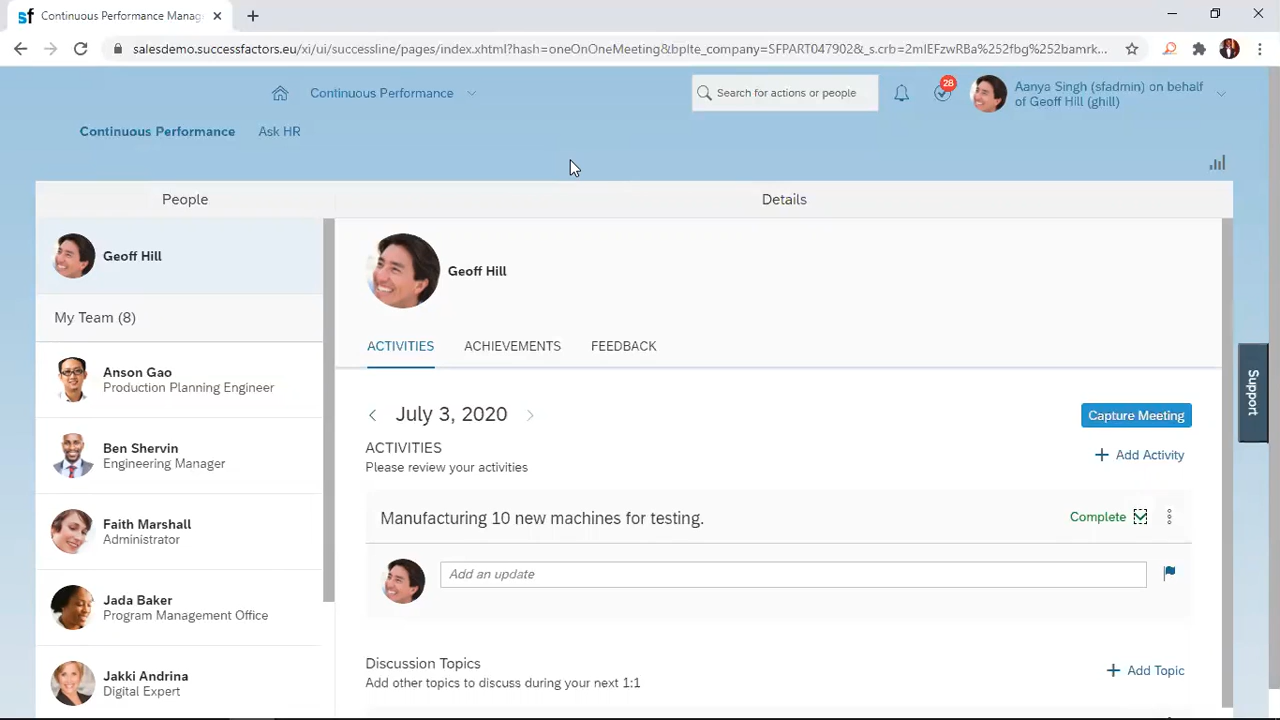 sf Continuous Performance Manag
salesdemo.successfactors.eu/xi/ui/successline/pages/index.xhtml?hash=oneOnOneMeeting&bplte_company=SFPART047902&_s.crb=2mIEFzwRBa%252fbg%252bamrk...
Continuous Performance
Search for actions or people
28
Aanya Singh (sfadmin) on behalf
of Geoff Hill (ghill)
Continuous Performance Ask HR
People
Details
Geoff Hill
My Team (8)
Anson Gao
Production Planning Engineer
Ben Shervin
Engineering Manager
Faith Marshall
Administrator
Jada Baker
Program Management Office
Jakki Andrina
Digital Expert
Geoff Hill
ACTIVITIES ACHIEVEMENTS FEEDBACK
July 3, 2020
Capture Meeting
ACTIVITIES
Please review your activities
Add Activity
Manufacturing 10 new machines for testing.
Complete
Add an update
Discussion Topics
Add other topics to discuss during your next 1:1
Add Topic
Support